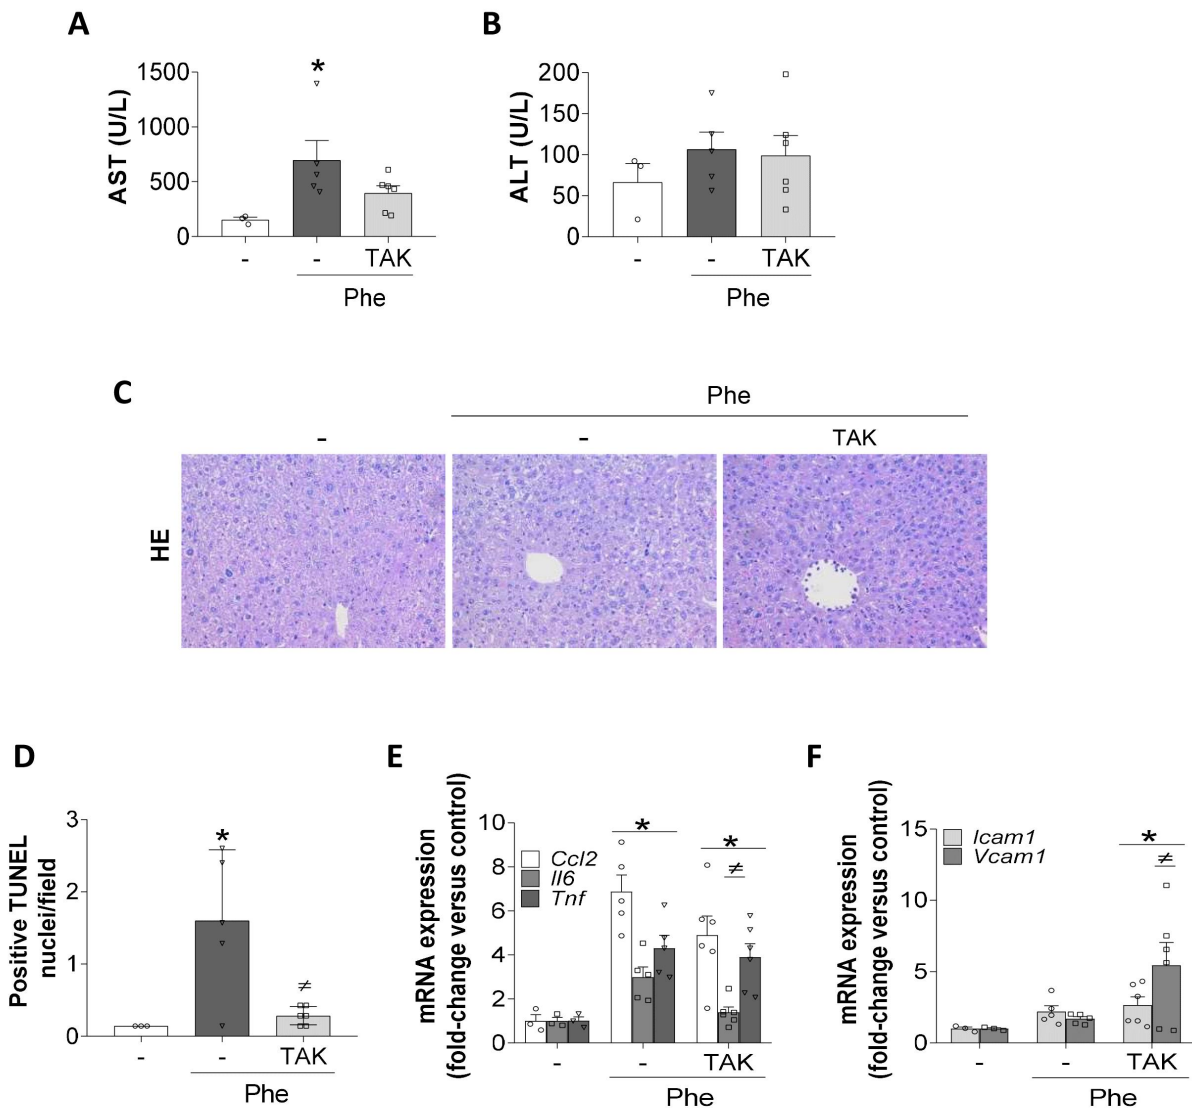 A
AST (U/L)
1500
1000
500
0
*
- - TAK
Phe
B
ALT (U/L)
200
150
100
50
0
- - TAK
Phe
C
Phe
- - TAK
HE
D
Positive TUNEL
nuclei/field
3
2
1
0
*
≠
- - TAK
Phe
E
mRNA expression
(fold-change versus control)
10
8
6
4
2
0
Ccl2
Il6
Tnf
*
*
≠
- - TAK
Phe
F
mRNA expression
(fold-change versus control)
15
10
5
0
Icam1
Vcam1
*
≠
- - TAK
Phe